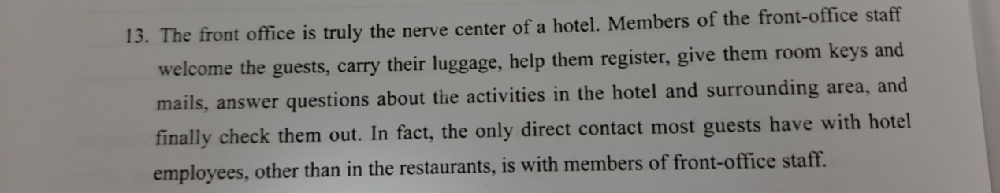 13. The front office is truly the nerve center of a hotel. Members of the front-office staff
welcome the guests, carry their luggage, help them register, give them room keys and
mails, answer questions about the activities in the hotel and surrounding area, and
finally check them out. In fact, the only direct contact most guests have with hotel
employees, other than in the restaurants, is with members of front-office staff.